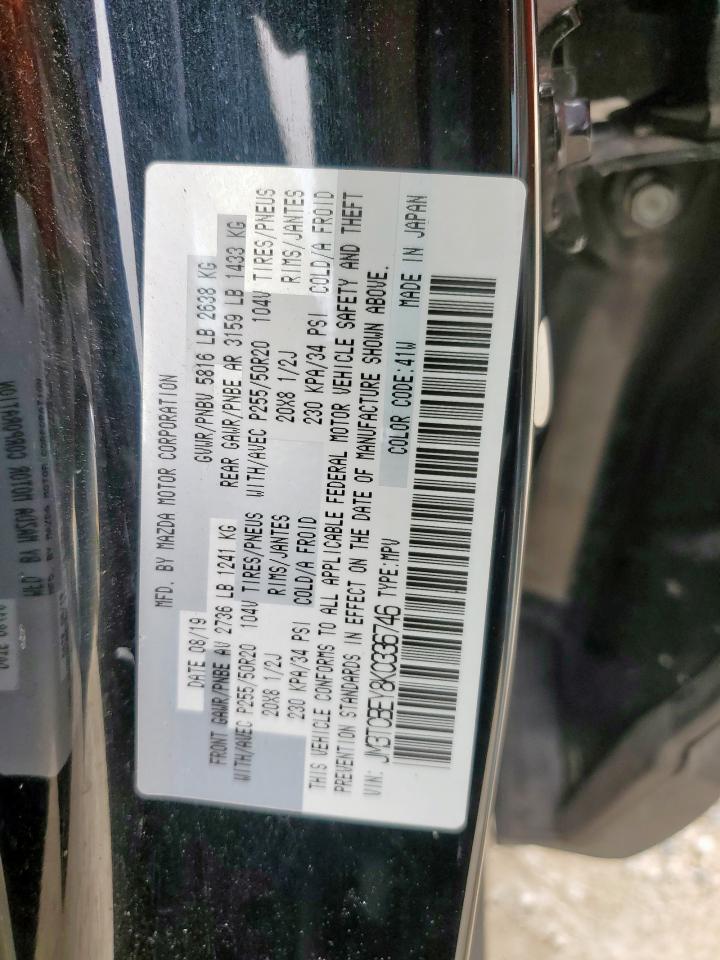 MFD. BY MAZDA MOTOR CORPORATION
DATE 08/19 GVWR/PNBV 5816 LB 2638 KG
FRONT GAWR/PNBE AV 2736 LB 1241 KG REAR GAWR/PNBE AR 3159 LB 1433 KG
WITH/AVEC P255/50R20 104V TIRES/PNEUS WITH/AVEC P255/50R20 104V TIRES/PNEUS
20X8 1/2J RIMS/JANTES 20X8 1/2J RIMS/JANTES
230 KPA/34 PSI COLD/A FROID 230 KPA/34 PSI COLD/A FROID
THIS VEHICLE CONFORMS TO ALL APPLICABLE FEDERAL MOTOR VEHICLE SAFETY AND THEFT
PREVENTION STANDARDS IN EFFECT ON THE DATE OF MANUFACTURE SHOWN ABOVE.
VIN: JM3TCBEY8K0336746 TYPE:MPV COLOR CODE:41W MADE IN JAPAN